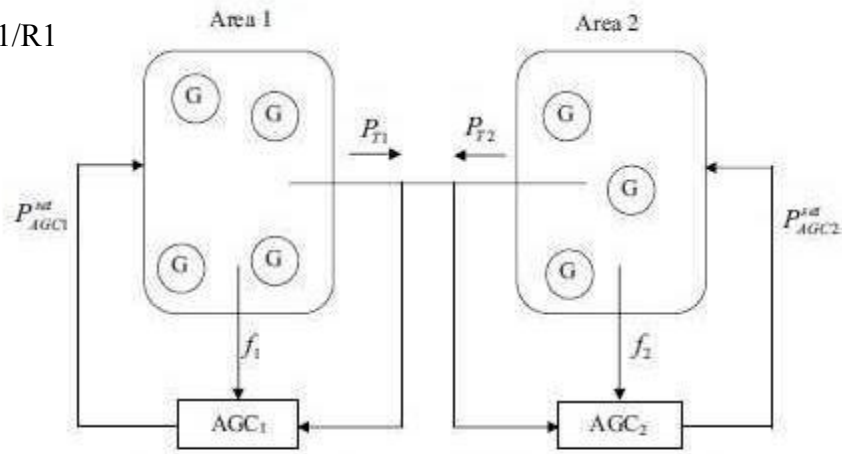 Area 1
Area 2
1/R1
G
G
G
G
G
G
G
P_T1
P_T2
P^set_AGC1
P^set_AGC2
f_1
f_2
AGC_1
AGC_2